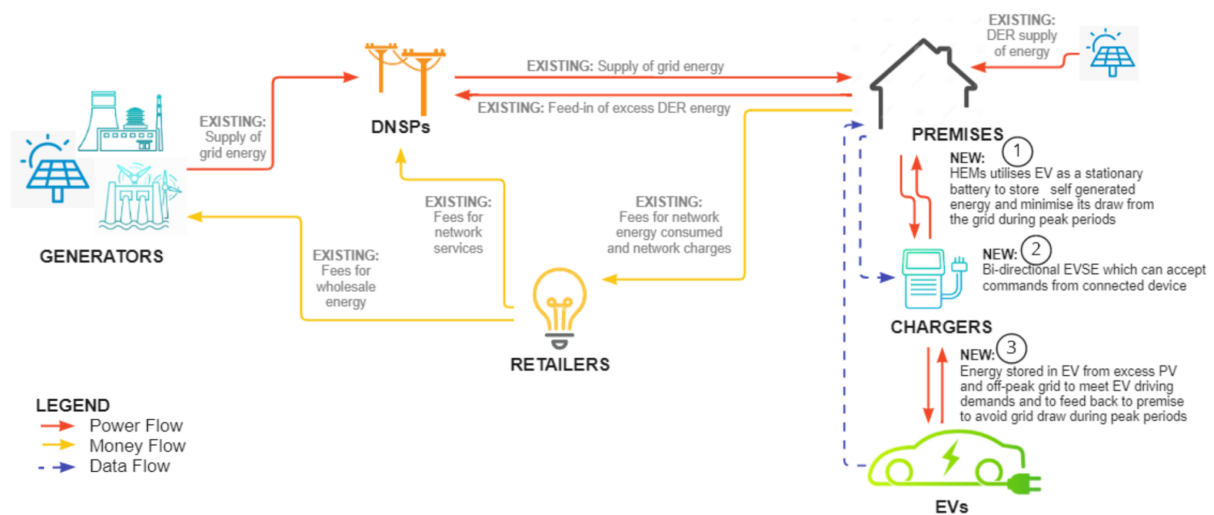 EXISTING:
DER supply
of energy
EXISTING: Supply of grid energy
EXISTING: Feed-in of excess DER energy
DNSPs
EXISTING:
Supply of
grid energy
PREMISES
NEW: 1
HEMs utilises EV as a stationary
battery to store self generated
energy and minimise its draw from
the grid during peak periods
GENERATORS
EXISTING:
Fees for
network
services
EXISTING:
Fees for network
energy consumed
and network charges
EXISTING:
Fees for
wholesale
energy
NEW: 2
Bi-directional EVSE which can accept
commands from connected device
CHARGERS
RETAILERS
NEW: 3
Energy stored in EV from excess PV
and off-peak grid to meet EV driving
demands and to feed back to premise
to avoid grid draw during peak periods
LEGEND
Power Flow
Money Flow
Data Flow
EVs